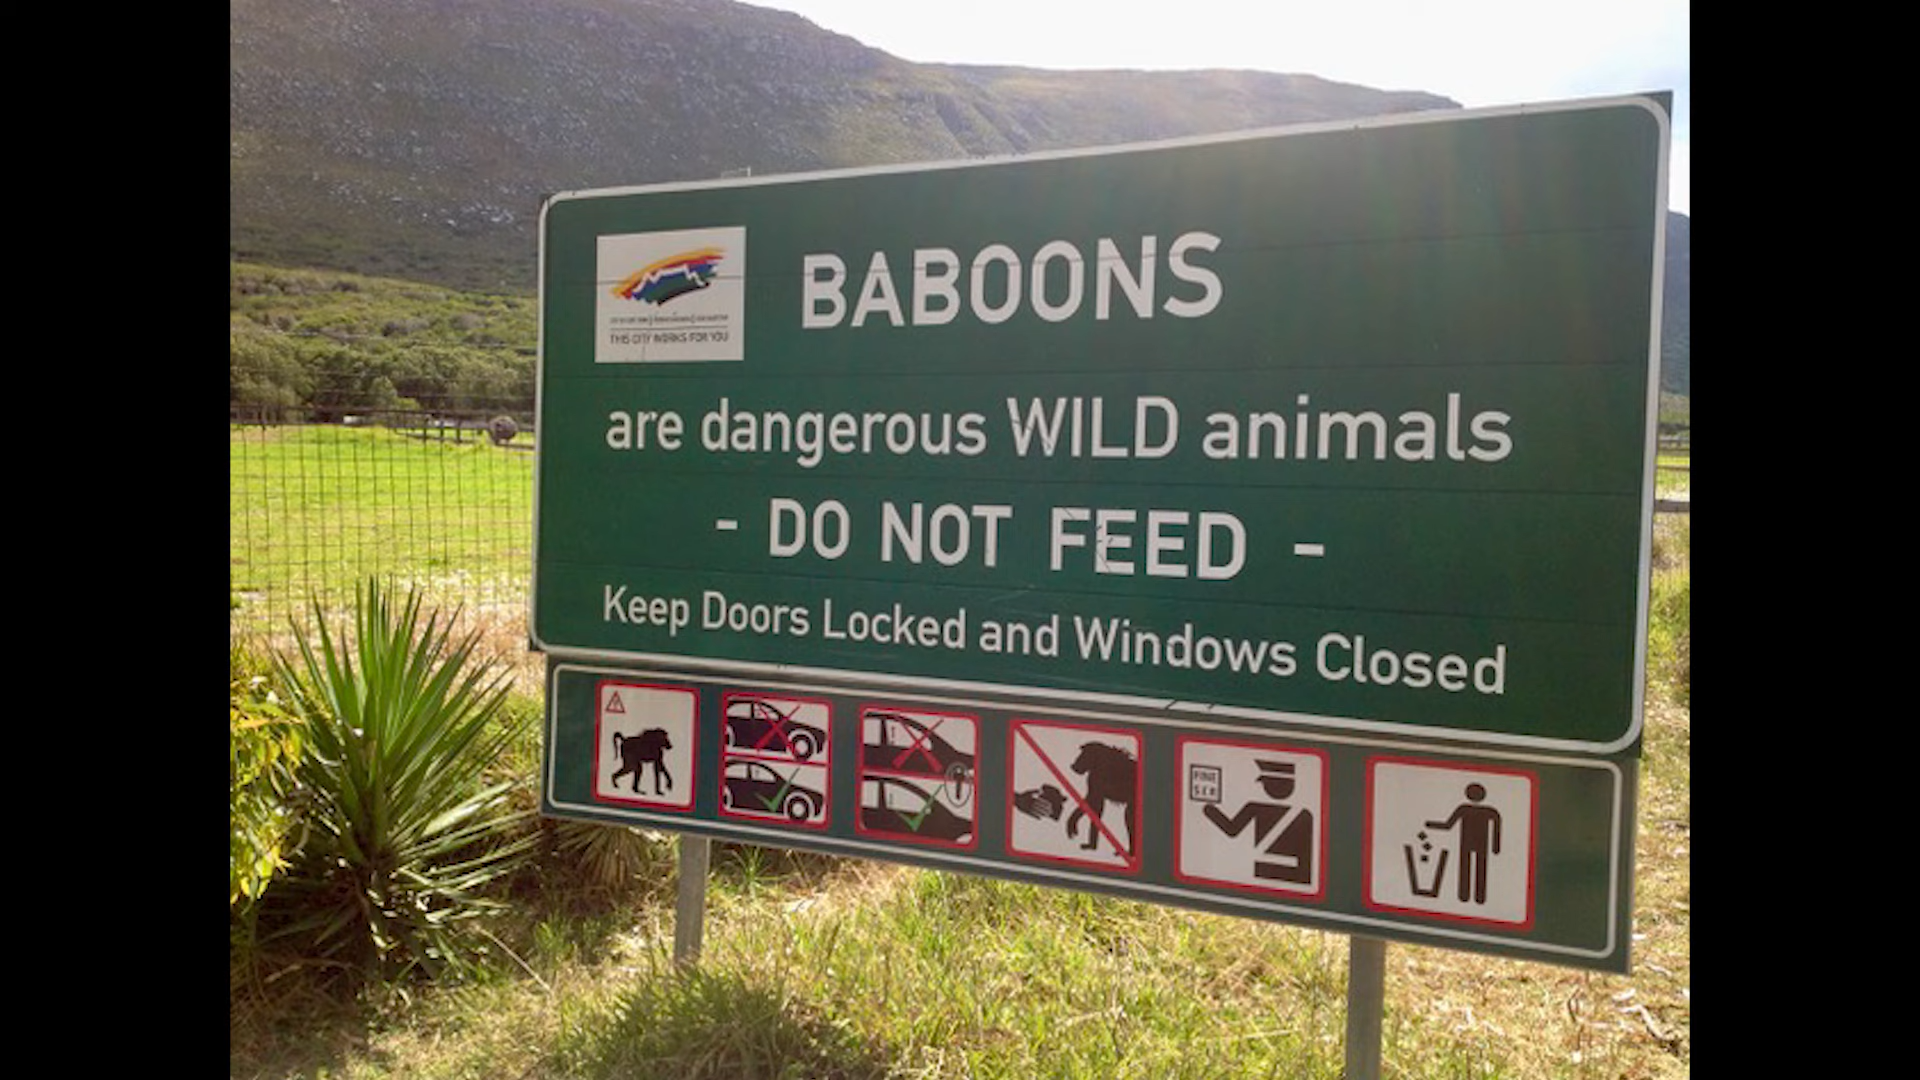 BABOONS
THIS CITY WORKS FOR YOU
are dangerous WILD animals
- DO NOT FEED -
Keep Doors Locked and Windows Closed
FINE